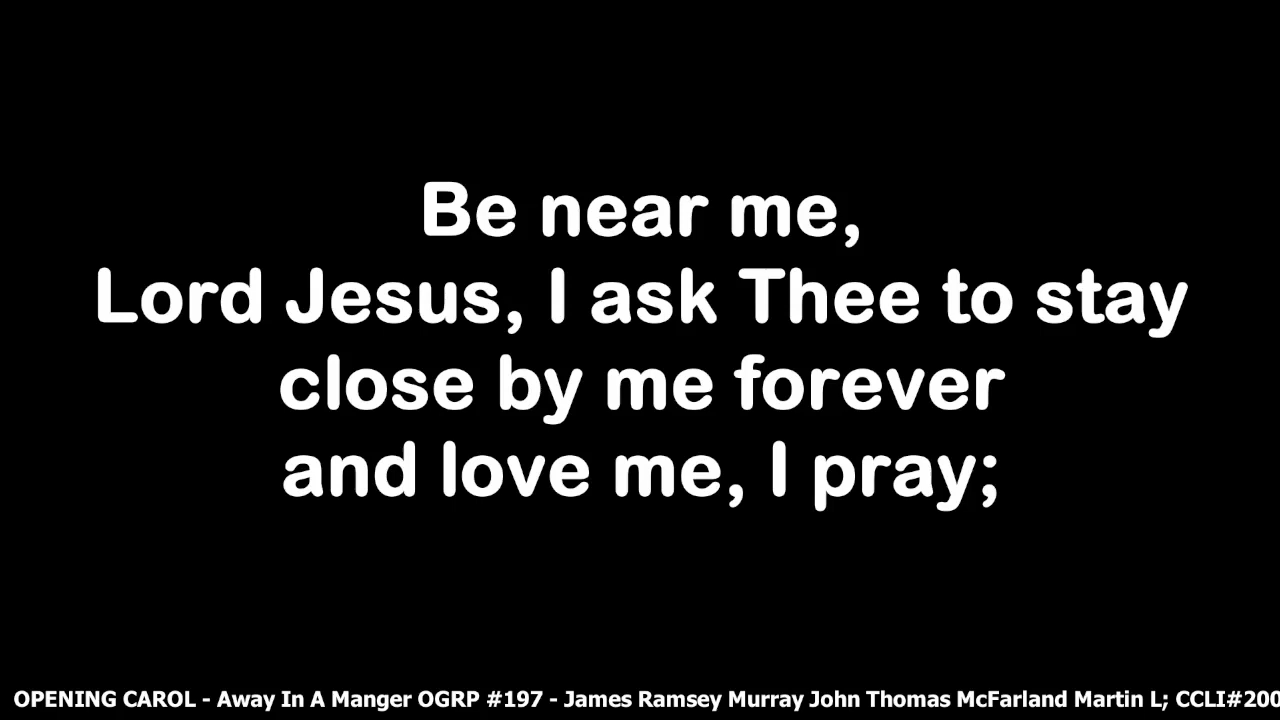 Be near me,
Lord Jesus, I ask Thee to stay
close by me forever
and love me, I pray;
OPENING CAROL - Away In A Manger OGRP #197 - James Ramsey Murray John Thomas McFarland Martin L; CCLI#200